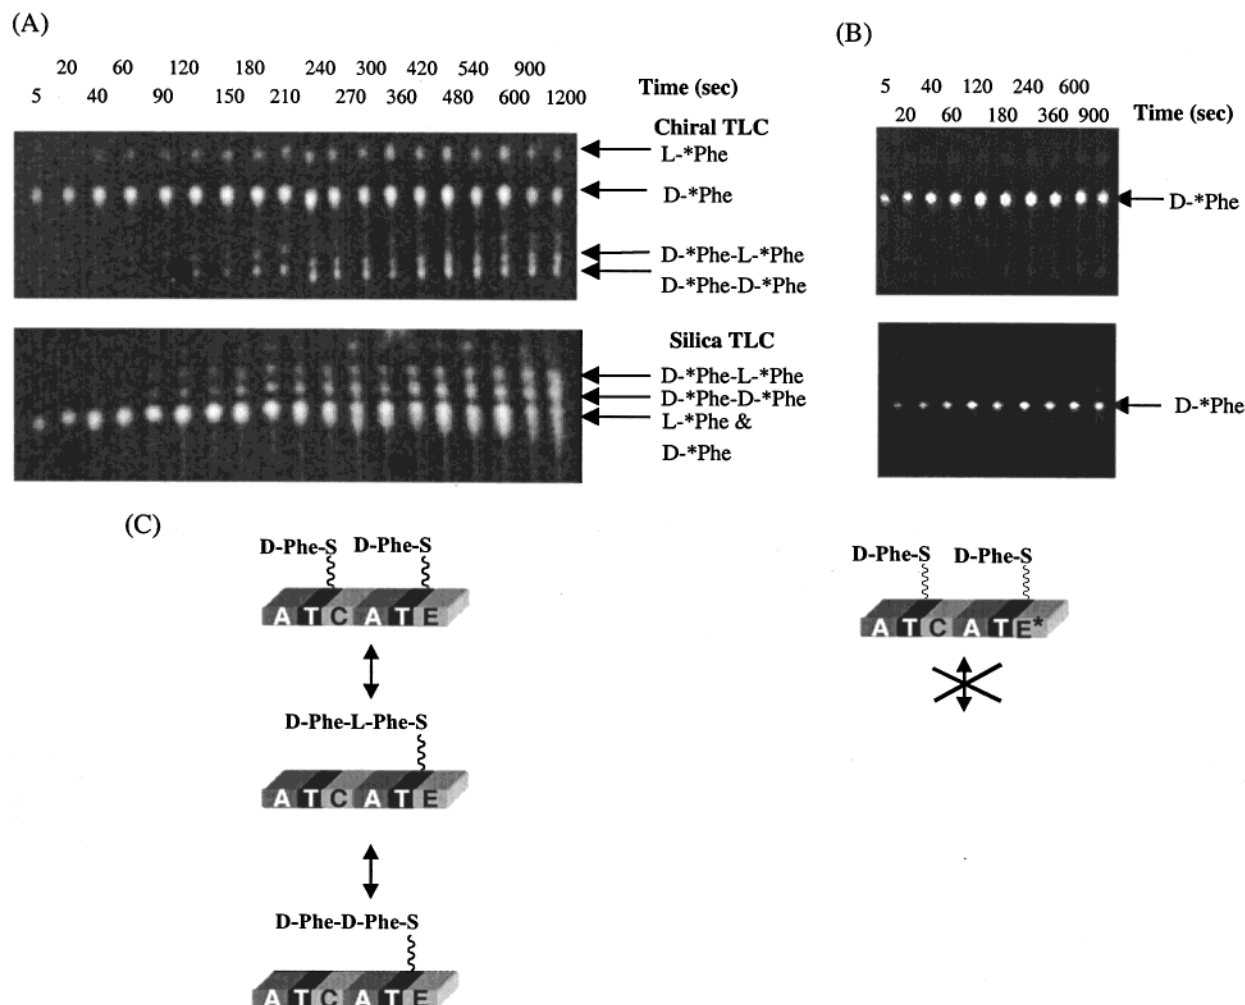 (A)
20 60 120 180 240 300 420 540 900
5 40 90 150 210 270 360 480 600 1200
Time (sec)
Chiral TLC
L-*Phe
D-*Phe
D-*Phe-L-*Phe
D-*Phe-D-*Phe
Silica TLC
D-*Phe-L-*Phe
D-*Phe-D-*Phe
L-*Phe &
D-*Phe
(B)
5 40 120 240 600
20 60 180 360 900
Time (sec)
D-*Phe
D-*Phe
(C)
D-Phe-S D-Phe-S
A T C A T E
D-Phe-L-Phe-S
A T C A T E
D-Phe-D-Phe-S
A T C A T E
D-Phe-S D-Phe-S
A T C A T E*